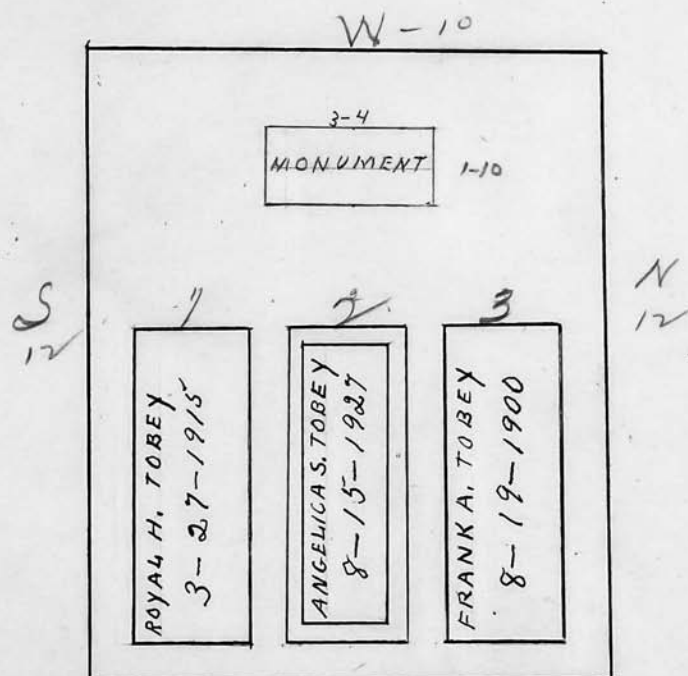 W-10
3-4
MONUMENT
1-10
S
12
N
12
1
2
3
ROYAL H. TOBEY
3-27-1915
ANGELICA S. TOBEY
8-15-1927
FRANK A. TOBEY
8-19-1900